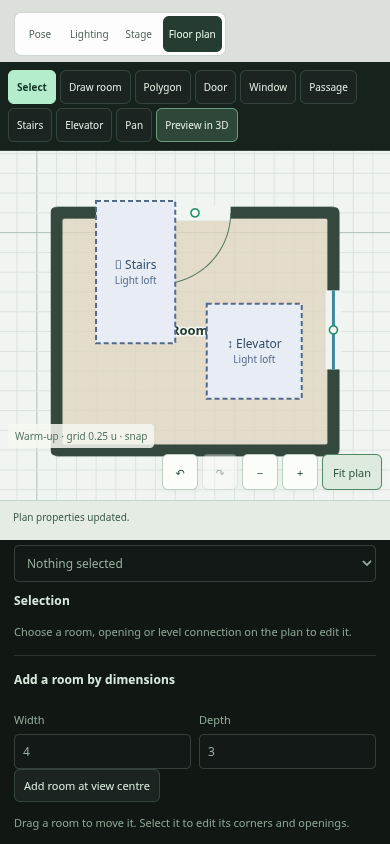 Pose Lighting Stage Floor plan
Select Draw room Polygon Door Window Passage
Stairs Elevator Pan Preview in 3D
Stairs
Light loft
Room
↕ Elevator
Light loft
Warm-up · grid 0.25 u · snap
↶ ↷ − + Fit plan
Plan properties updated.
Nothing selected
Selection
Choose a room, opening or level connection on the plan to edit it.
Add a room by dimensions
Width Depth
4 3
Add room at view centre
Drag a room to move it. Select it to edit its corners and openings.